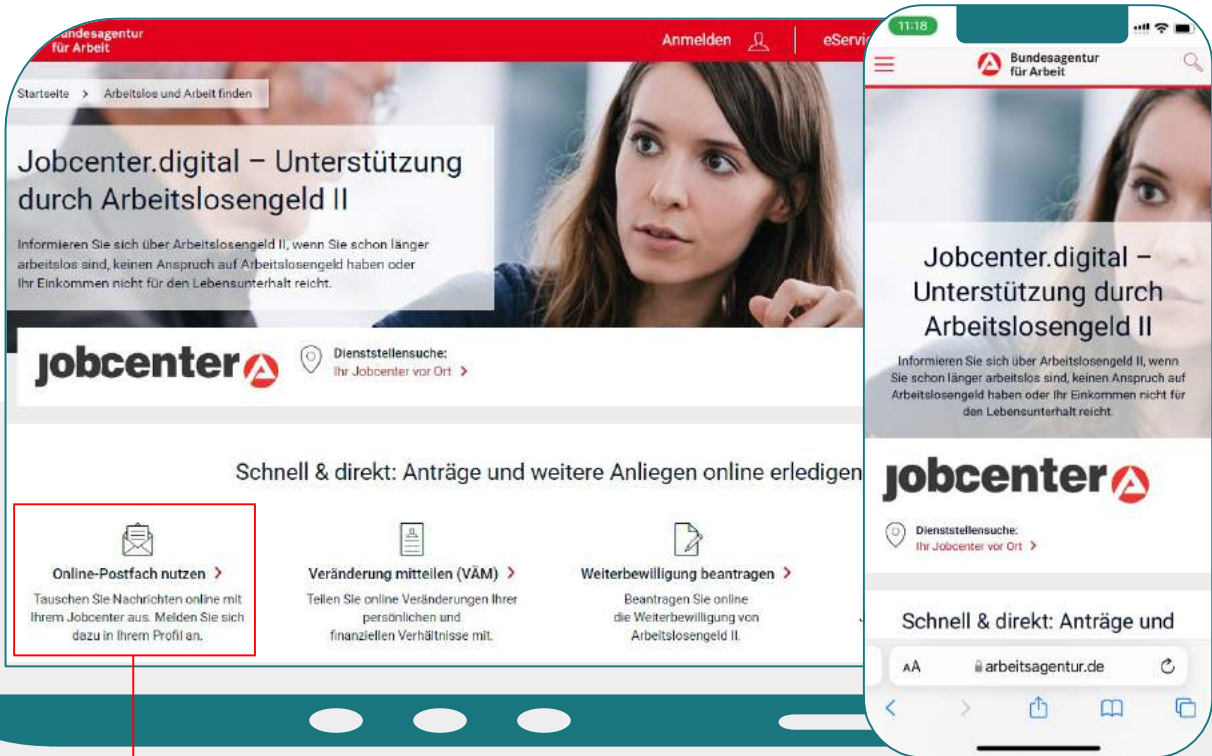 Bundesagentur
für Arbeit
Anmelden
Startseite > Arbeitslos und Arbeit finden
Jobcenter.digital – Unterstützung
durch Arbeitslosengeld II
Informieren Sie sich über Arbeitslosengeld II, wenn Sie schon länger
arbeitslos sind, keinen Anspruch auf Arbeitslosengeld haben oder
Ihr Einkommen nicht für den Lebensunterhalt reicht.
jobcenter
Dienststellensuche:
Ihr Jobcenter vor Ort >
Schnell & direkt: Anträge und weitere Anliegen online erledigen
Online-Postfach nutzen >
Tauschen Sie Nachrichten online mit
Ihrem Jobcenter aus. Melden Sie sich
dazu in Ihrem Profil an.
Veränderung mitteilen (VÄM) >
Teilen Sie online Veränderungen Ihrer
persönlichen und
finanziellen Verhältnisse mit.
Weiterbewilligung beantragen >
Beantragen Sie online
die Weiterbewilligung von
Arbeitslosengeld II.
11:18
Bundesagentur
für Arbeit
Jobcenter.digital –
Unterstützung durch
Arbeitslosengeld II
Informieren Sie sich über Arbeitslosengeld II, wenn
Sie schon länger arbeitslos sind, keinen Anspruch auf
Arbeitslosengeld haben oder Ihr Einkommen nicht für
den Lebensunterhalt reicht.
jobcenter
Dienststellensuche:
Ihr Jobcenter vor Ort >
Schnell & direkt: Anträge und
AA arbeitsagentur.de